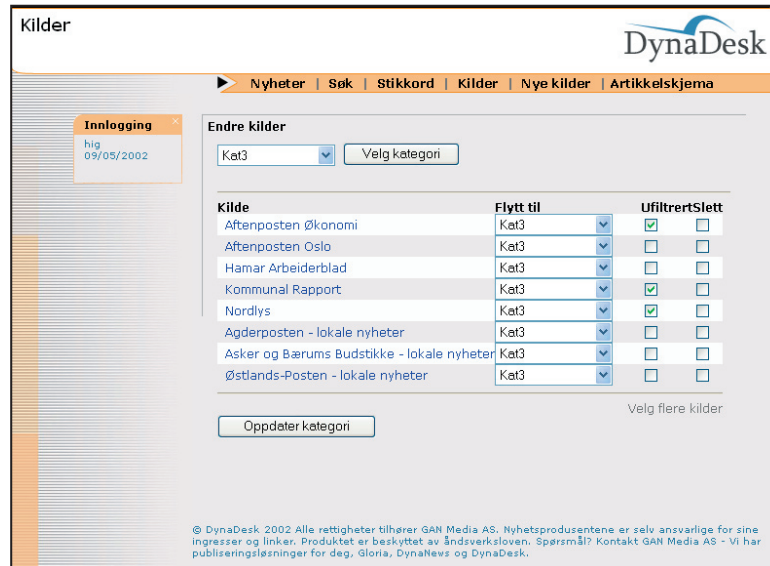 Kilder
DynaDesk
Nyheter | Søk | Stikkord | Kilder | Nye kilder | Artikkelskjema
Innlogging ×
hig
09/05/2002
Endre kilder
Kat3 Velg kategori
Kilde Flytt til UfiltrertSlett
Aftenposten Økonomi Kat3
Aftenposten Oslo Kat3
Hamar Arbeiderblad Kat3
Kommunal Rapport Kat3
Nordlys Kat3
Agderposten - lokale nyheter Kat3
Asker og Bærums Budstikke - lokale nyheter Kat3
Østlands-Posten - lokale nyheter Kat3
Velg flere kilder
Oppdater kategori
© DynaDesk 2002 Alle rettigheter tilhører GAN Media AS. Nyhetsprodusentene er selv ansvarlige for sine
ingresser og linker. Produktet er beskyttet av åndsverksloven. Spørsmål? Kontakt GAN Media AS - Vi har
publiseringsløsninger for deg, Gloria, DynaNews og DynaDesk.